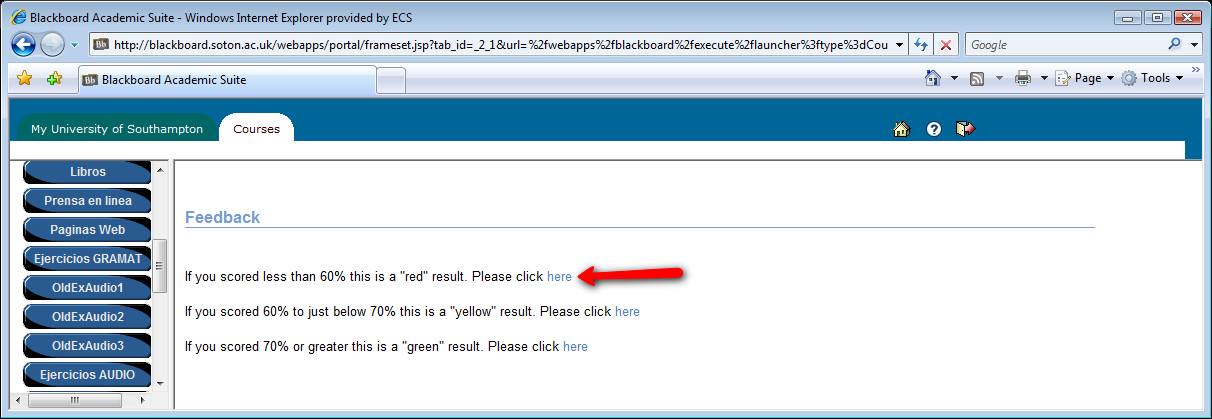 Blackboard Academic Suite - Windows Internet Explorer provided by ECS
Bb http://blackboard.soton.ac.uk/webapps/portal/frameset.jsp?tab_id=_2_1&url=%2fwebapps%2fblackboard%2fexecute%2flauncher%3ftype%3dCou
Google
Bb Blackboard Academic Suite
Page
Tools
My University of Southampton
Courses
Libros
Prensa en linea
Paginas Web
Ejercicios GRAMAT
OldExAudio1
OldExAudio2
OldExAudio3
Ejercicios AUDIO
Feedback
If you scored less than 60% this is a "red" result. Please click here
If you scored 60% to just below 70% this is a "yellow" result. Please click here
If you scored 70% or greater this is a "green" result. Please click here